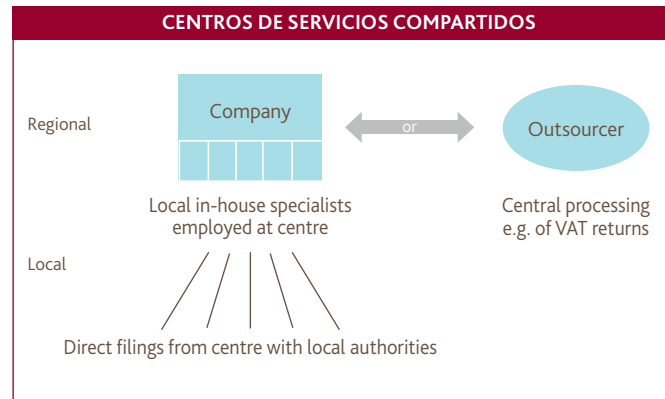 CENTROS DE SERVICIOS COMPARTIDOS
Regional
Company
or
Outsourcer
Local in-house specialists
employed at centre
Central processing
e.g. of VAT returns
Local
Direct filings from centre with local authorities